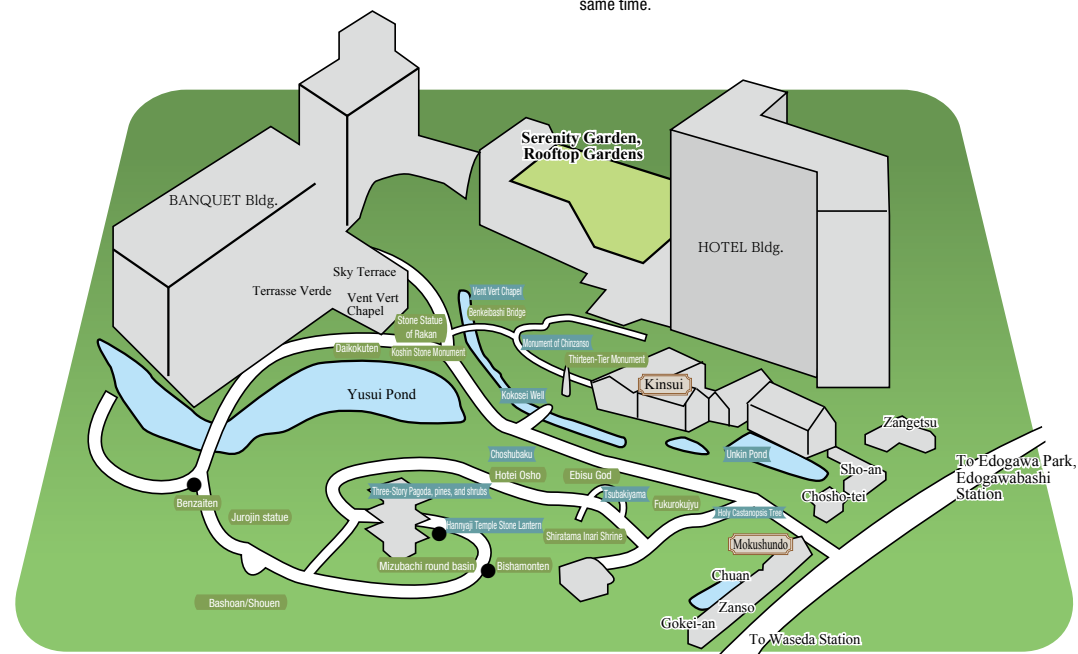 same time.
Serenity Garden,
Rooftop Gardens
BANQUET Bldg.
HOTEL Bldg.
Sky Terrace
Terrasse Verde
Vent Vert
Chapel
Vent Vert Chapel
Benkeibashi Bridge
Stone Statue
of Rakan
Daikokuten
Koshin Stone Monument
Monument of Chinzanso
Thirteen-Tier Monument
Kinsui
Yusui Pond
Kokosei Well
Zangetsu
Choshubaku
Unkin Pond
To Edogawa Park,
Edogawabashi
Station
Hotei Osho
Ebisu God
Sho-an
Chosho-tei
Three-Story Pagoda, pines, and shrubs
Tsubakiyama
Fukurokujyu
Benzaiten
Holy Castanopsis Tree
Jurojin statue
Hannyaji Temple Stone Lantern
Shiratama Inari Shrine
Mokushundo
Mizubachi round basin
Bishamonten
Chuan
Bashoan/Shouen
Zanso
Gokei-an
To Waseda Station